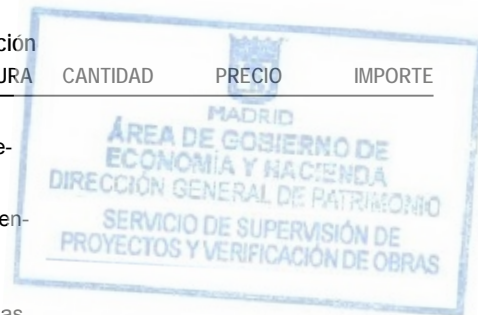 ción
URA CANTIDAD PRECIO IMPORTE
MADRID
e- ÁREA DE GOBIERNO DE
ECONOMÍA Y HACIENDA
DIRECCIÓN GENERAL DE PATRIMONIO
en- SERVICIO DE SUPERVISIÓN DE
PROYECTOS Y VERIFICACIÓN DE OBRAS
as